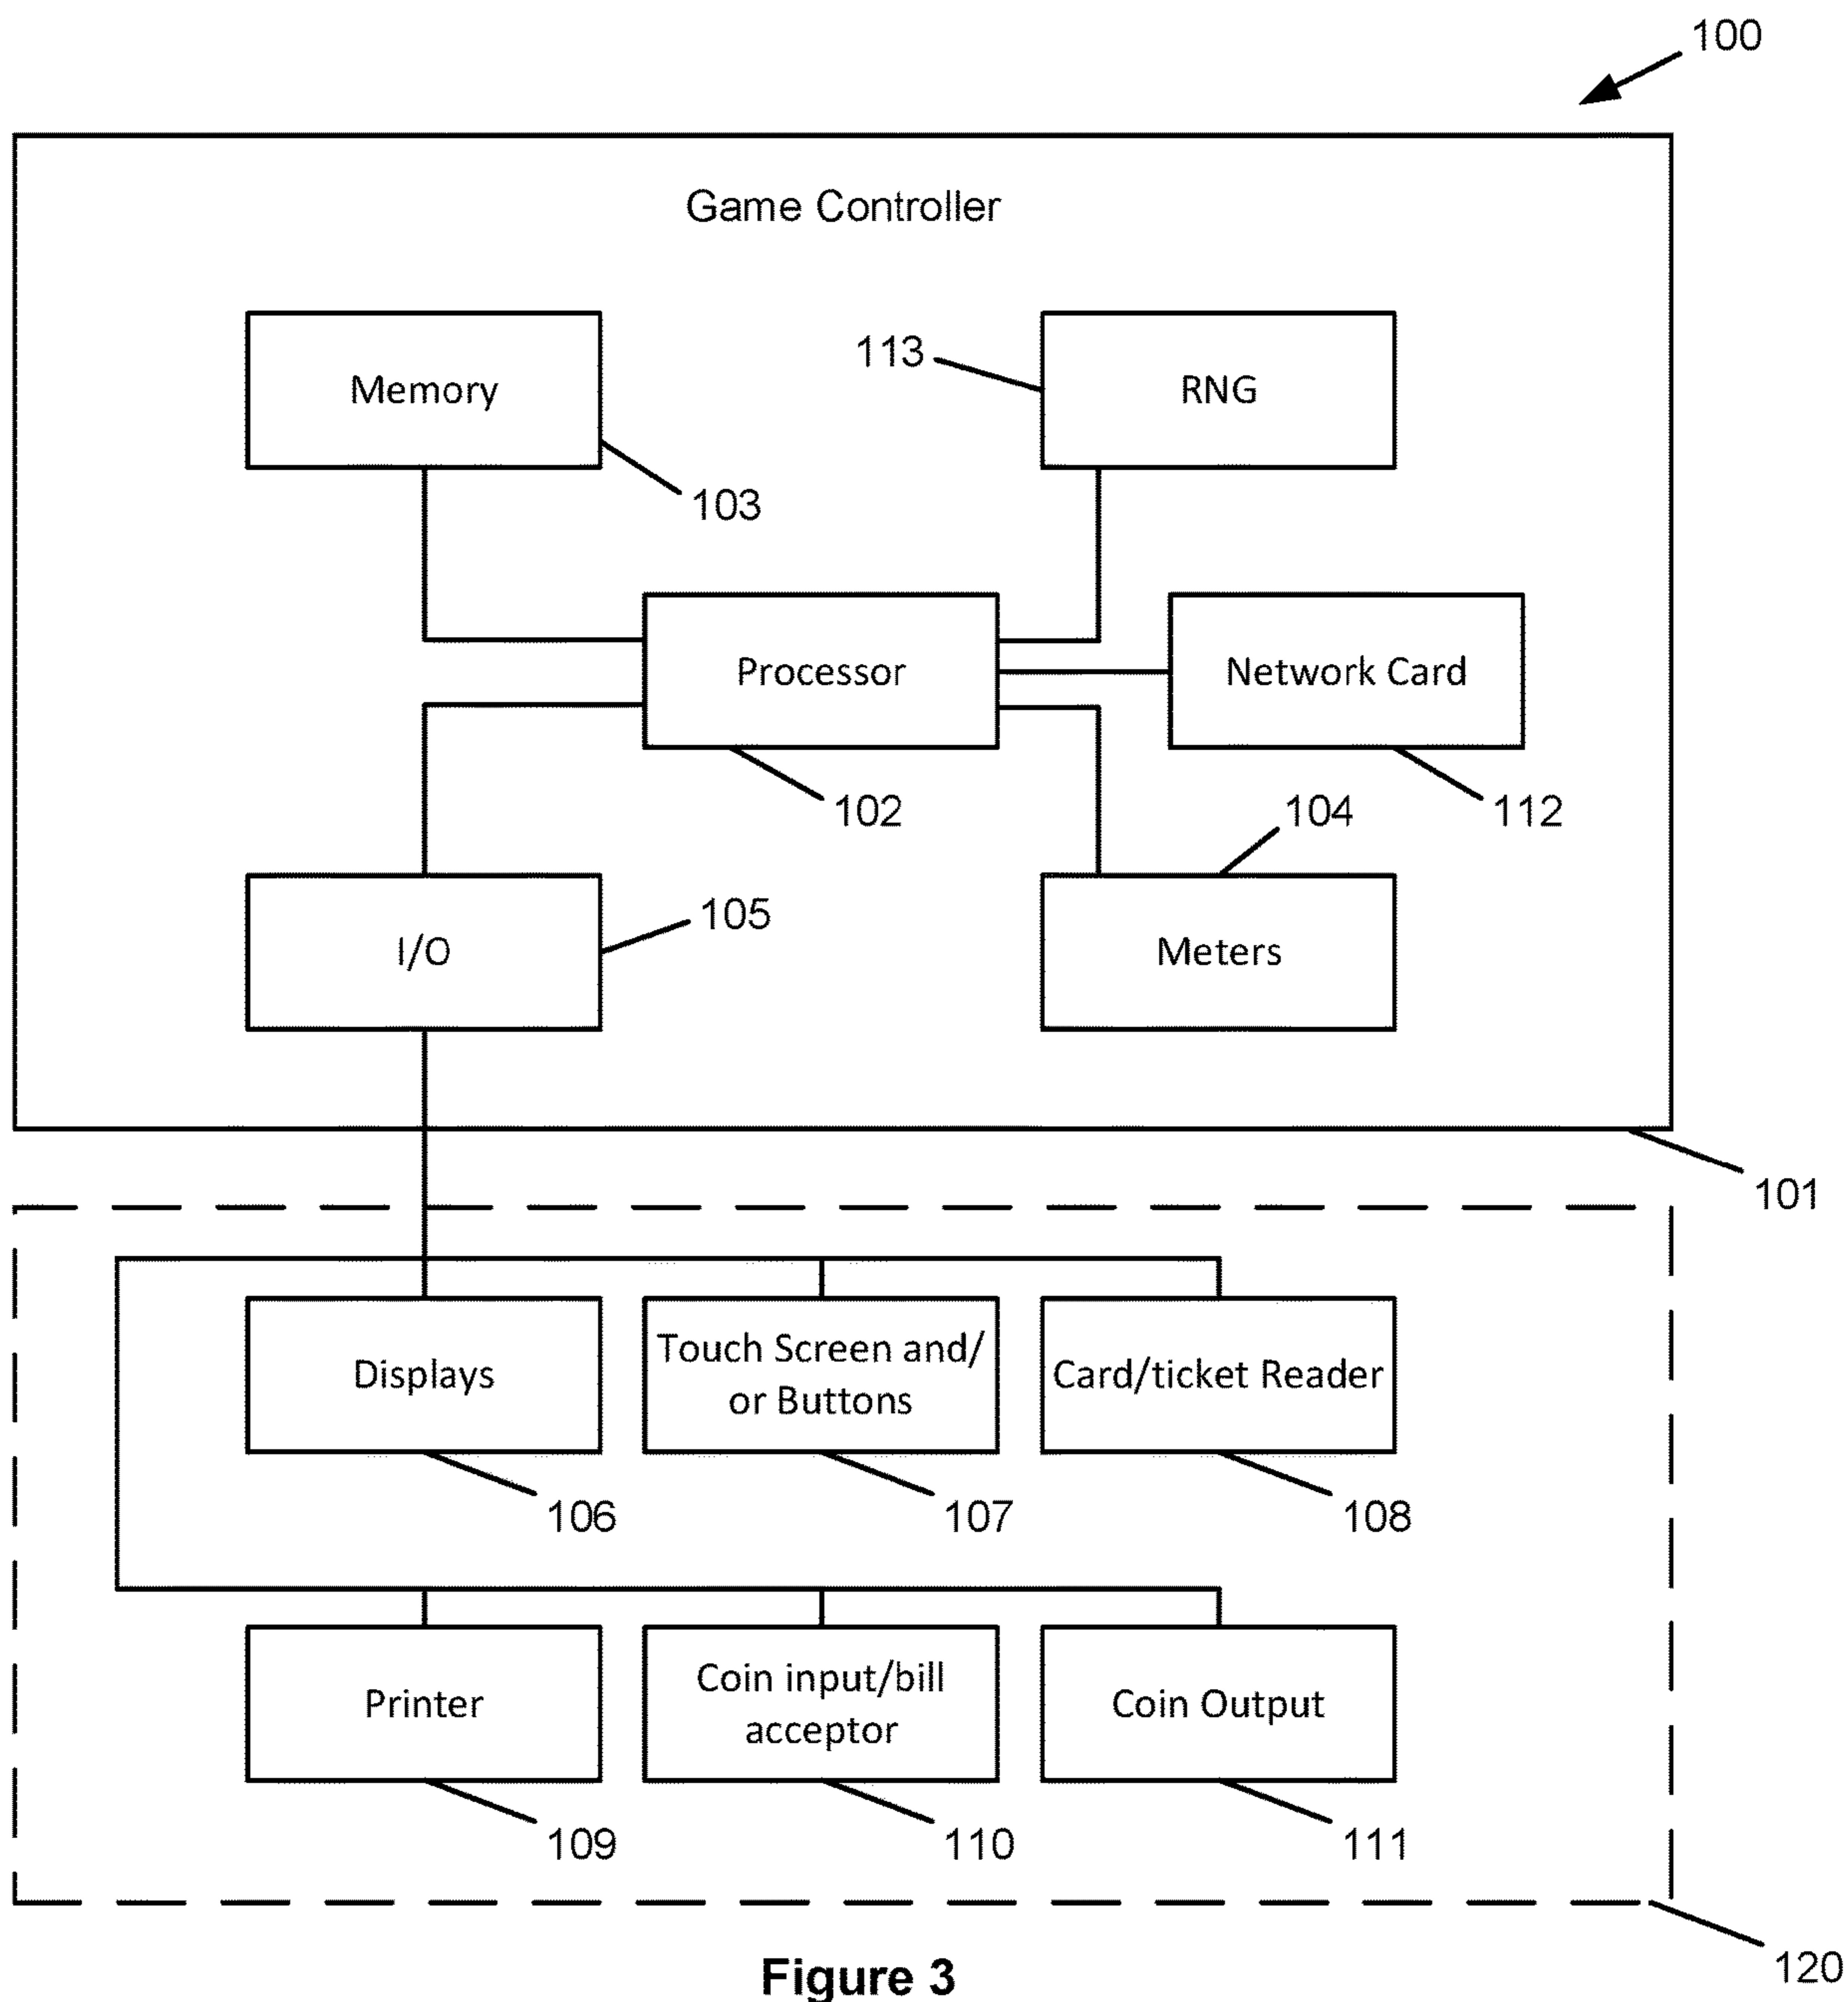 100
Game Controller
Memory
113
RNG
103
Processor
Network Card
102
104
112
I/O
105
Meters
101
Displays
Touch Screen and/
or Buttons
Card/ticket Reader
106
107
108
Printer
Coin input/bill
acceptor
Coin Output
109
110
111
120
Figure 3